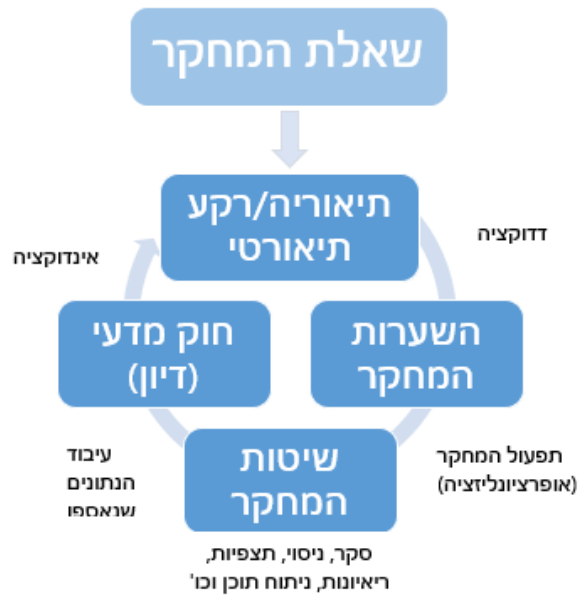 שאלת המחקר
תיאוריה/רקע
תיאורטי
דדוקציה
אינדוקציה
השערות
המחקר
חוק מדעי
(דיון)
תפעול המחקר
(אופרציונליזציה)
שיטות
המחקר
עיבוד
הנתונים
שנאספו
סקר, ניסוי, תצפיות,
ריאיונות, ניתוח תוכן וכו'